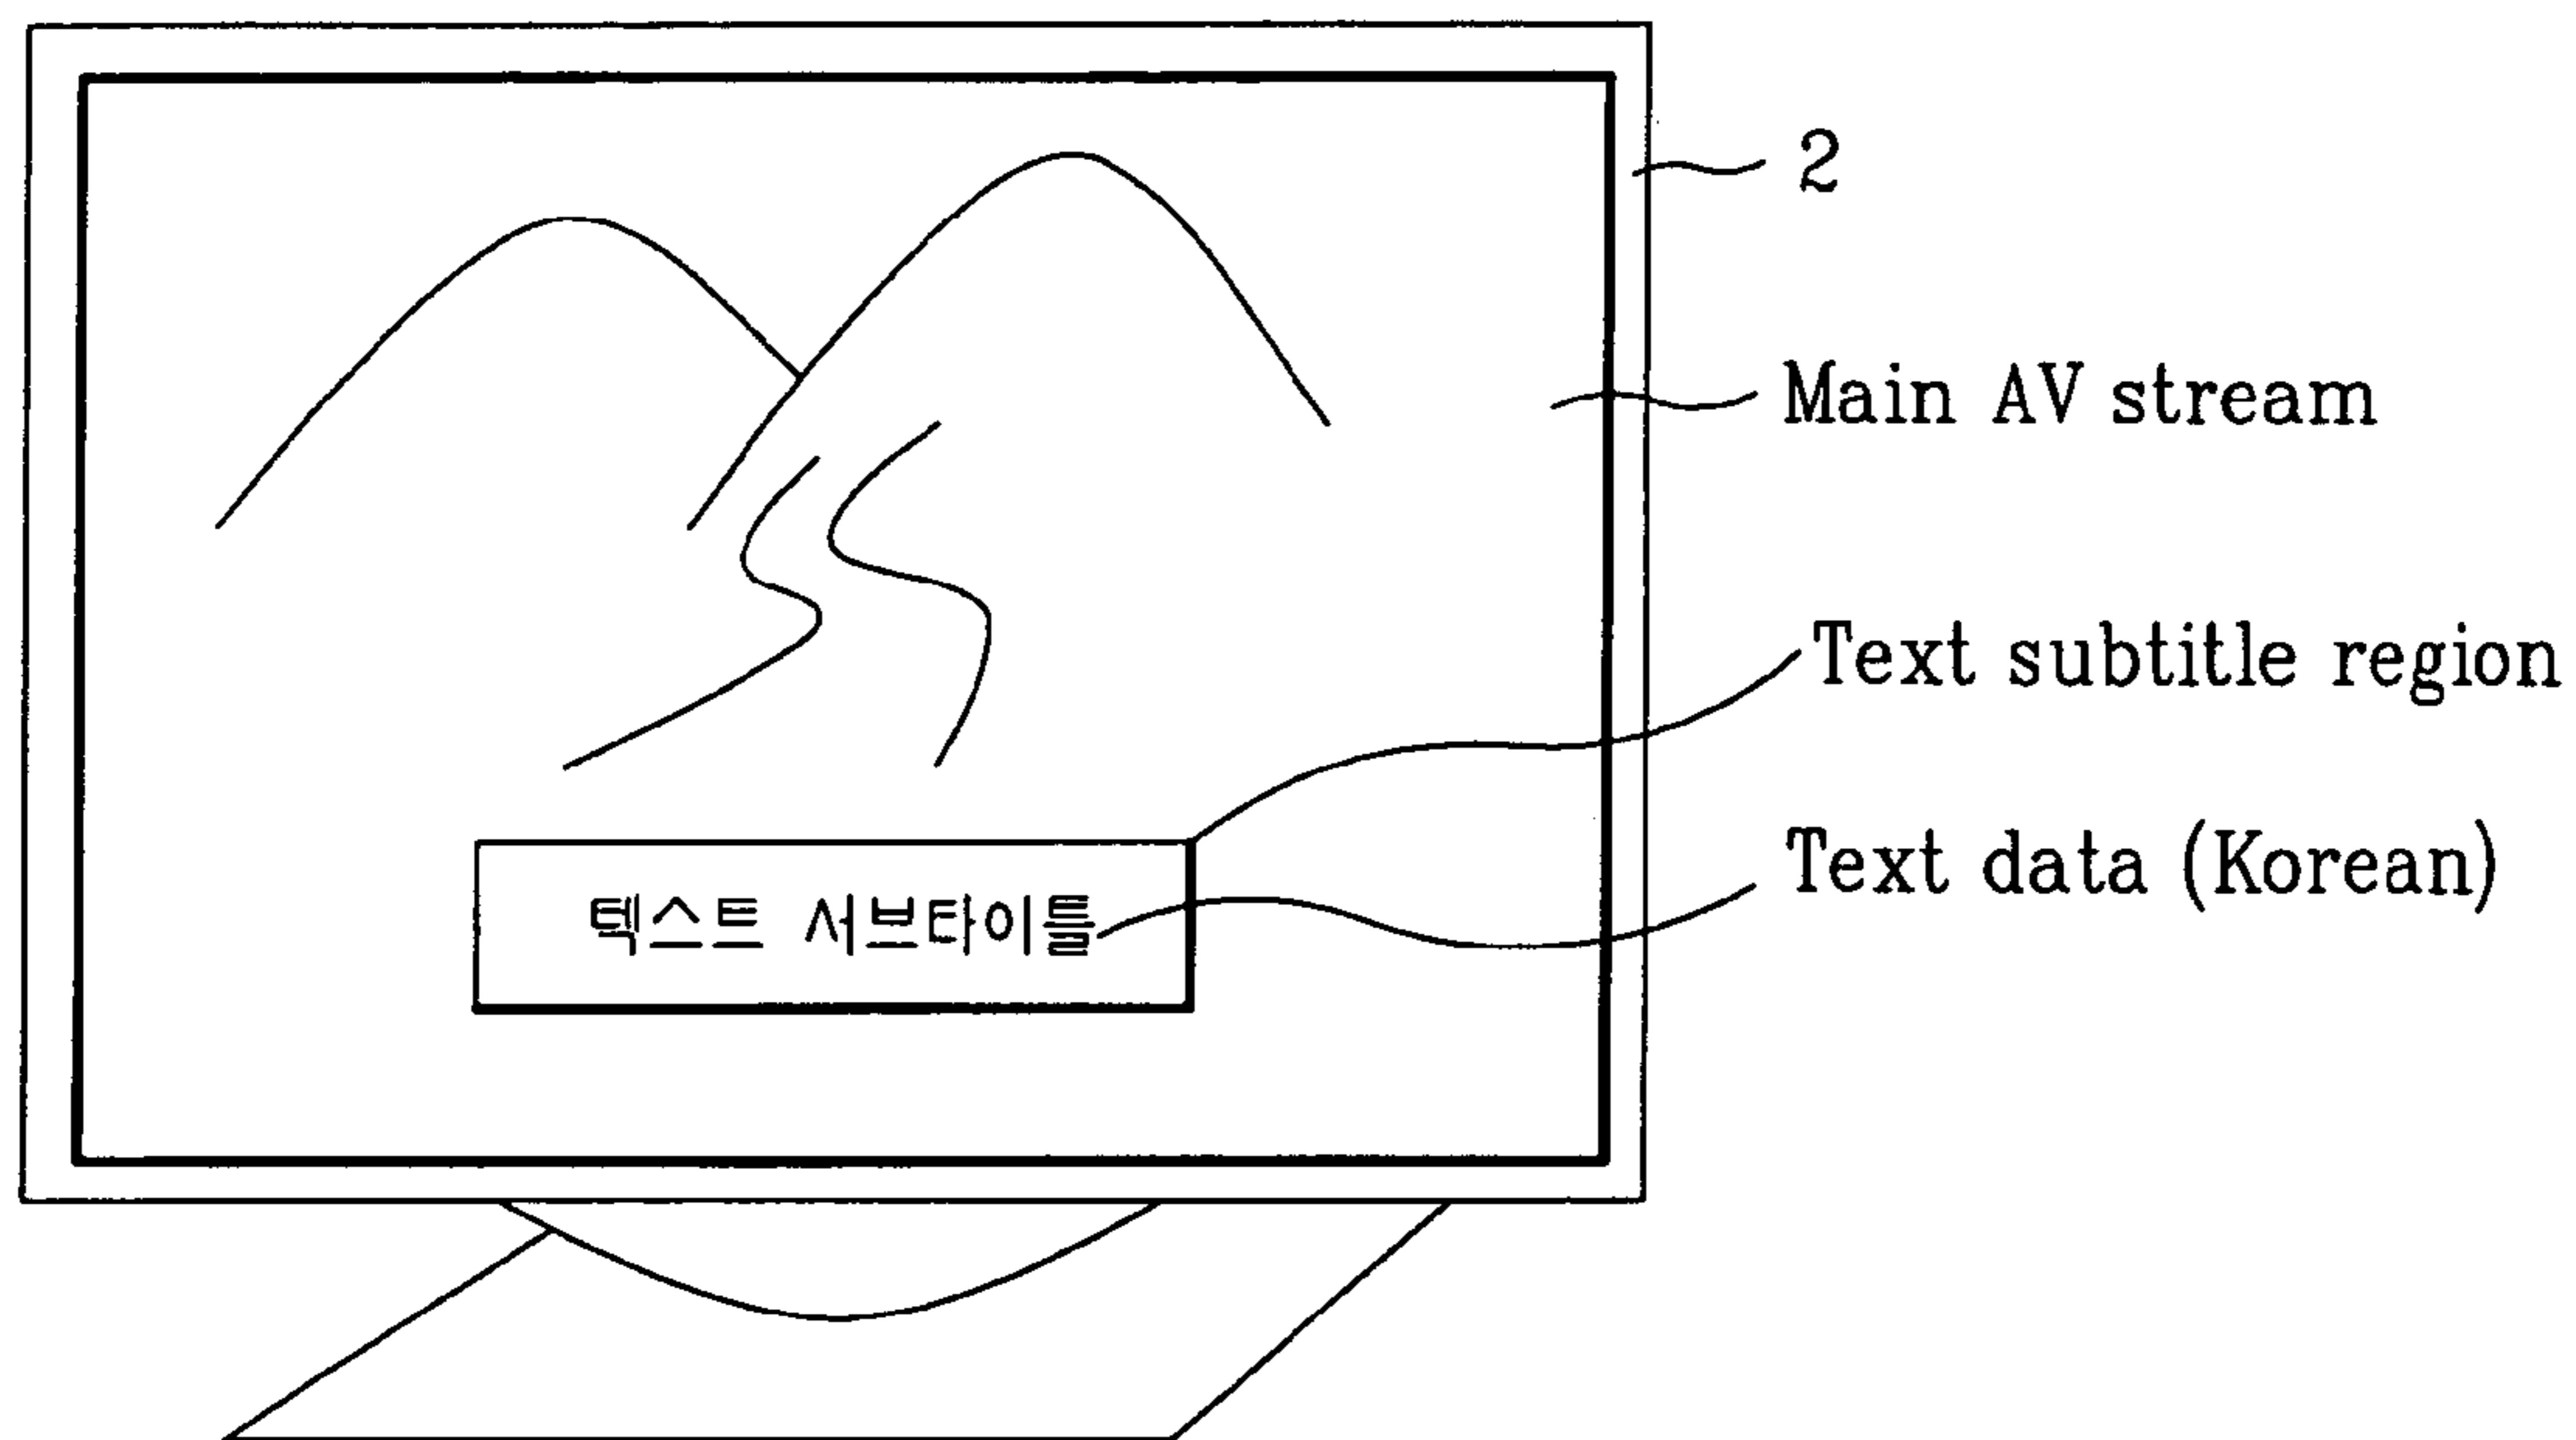 2
Main AV stream
Text subtitle region
Text data (Korean)
텍스트 서브타이틀